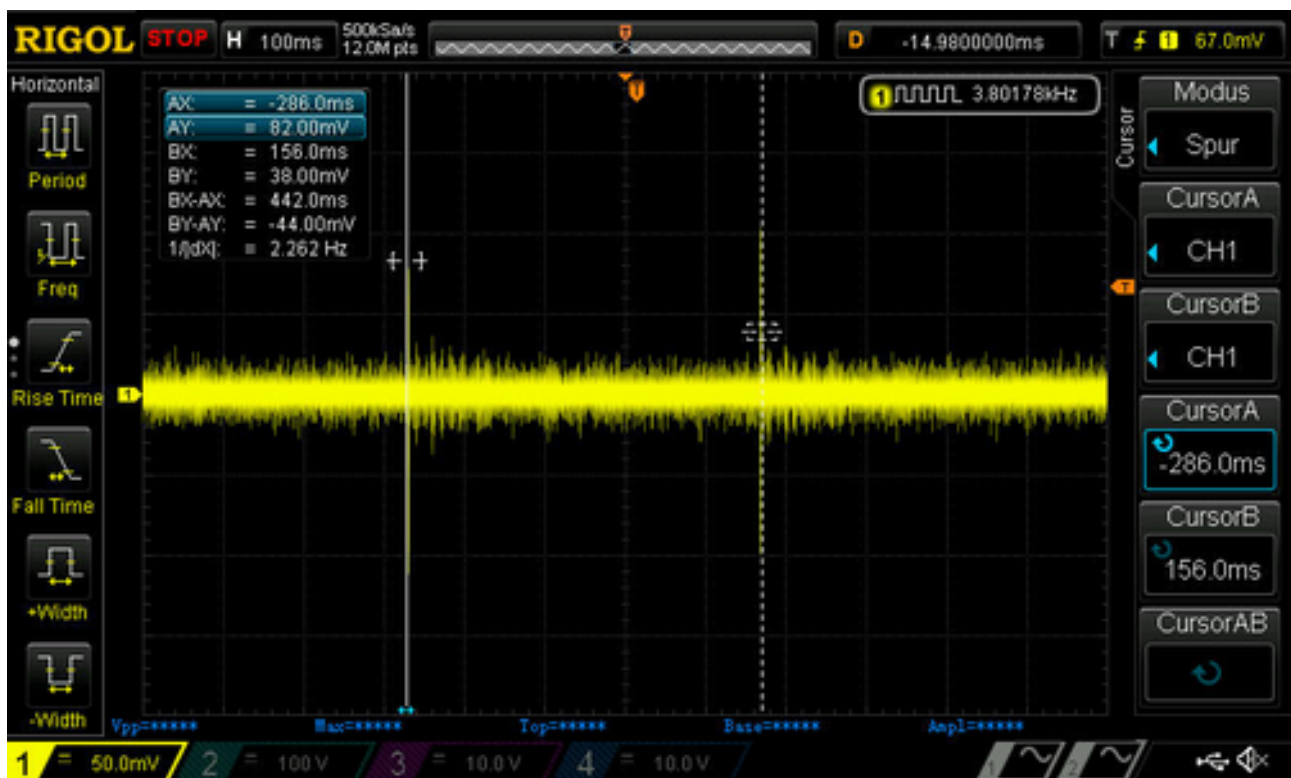 RIGOL STOP H 100ms 500kSa/s 12.0M pts D -14.9800000ms T 1 67.0mV
Horizontal
Period
Freq
Rise Time
Fall Time
+Width
-Width
T
T
AX: = -286.0ms
AY: = 82.00mV
BX: = 156.0ms
BY: = 38.00mV
BX-AX: = 442.0ms
BY-AY: = -44.00mV
1/|dX|: = 2.262 Hz
1 3.80178kHz
1
T
Cursor
Modus
Spur
CursorA
CH1
CursorB
CH1
CursorA
-286.0ms
CursorB
156.0ms
CursorAB
Vpp=***** Max=***** Top=***** Base=***** Ampl=*****
1 = 50.0mV 2 = 100 V 3 = 10.0 V 4 = 10.0 V 1 2